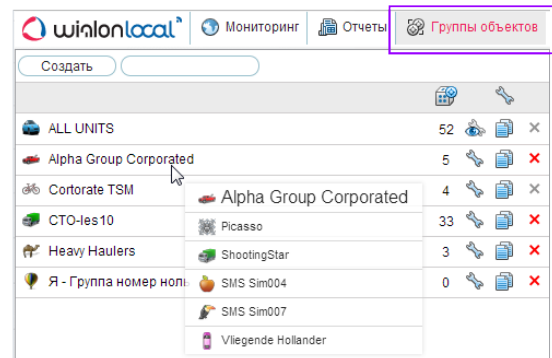 wialonlocal Мониторинг Отчеты Группы объектов
Создать
ALL UNITS 52
Alpha Group Corporated 5
Cortorate TSM 4
Alpha Group Corporated
CTO-les10 33
Picasso
Heavy Haulers 3
ShootingStar
Я - Группа номер ноль 0
SMS Sim004
SMS Sim007
Vliegende Hollander